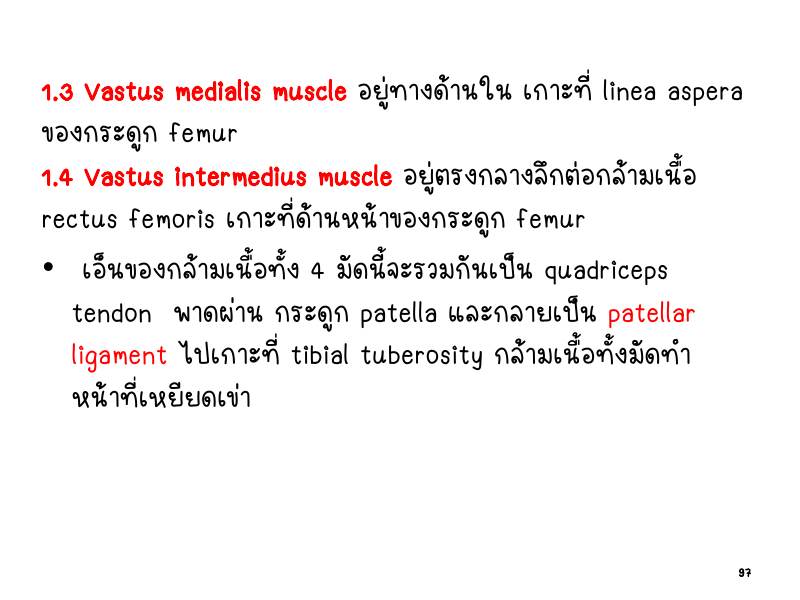 1.3 Vastus medialis muscle อยู่ทางด้านใน เกาะที่ linea aspera
ของกระดูก femur
1.4 Vastus intermedius muscle อยู่ตรงกลางลึกต่อกล้ามเนื้อ
rectus femoris เกาะที่ด้านหน้าของกระดูก femur
• เอ็นของกล้ามเนื้อทั้ง 4 มัดนี้จะรวมกันเป็น quadriceps
tendon พาดผ่าน กระดูก patella และกลายเป็น patellar
ligament ไปเกาะที่ tibial tuberosity กล้ามเนื้อทั้งมัดทำ
หน้าที่เหยียดเข่า
97